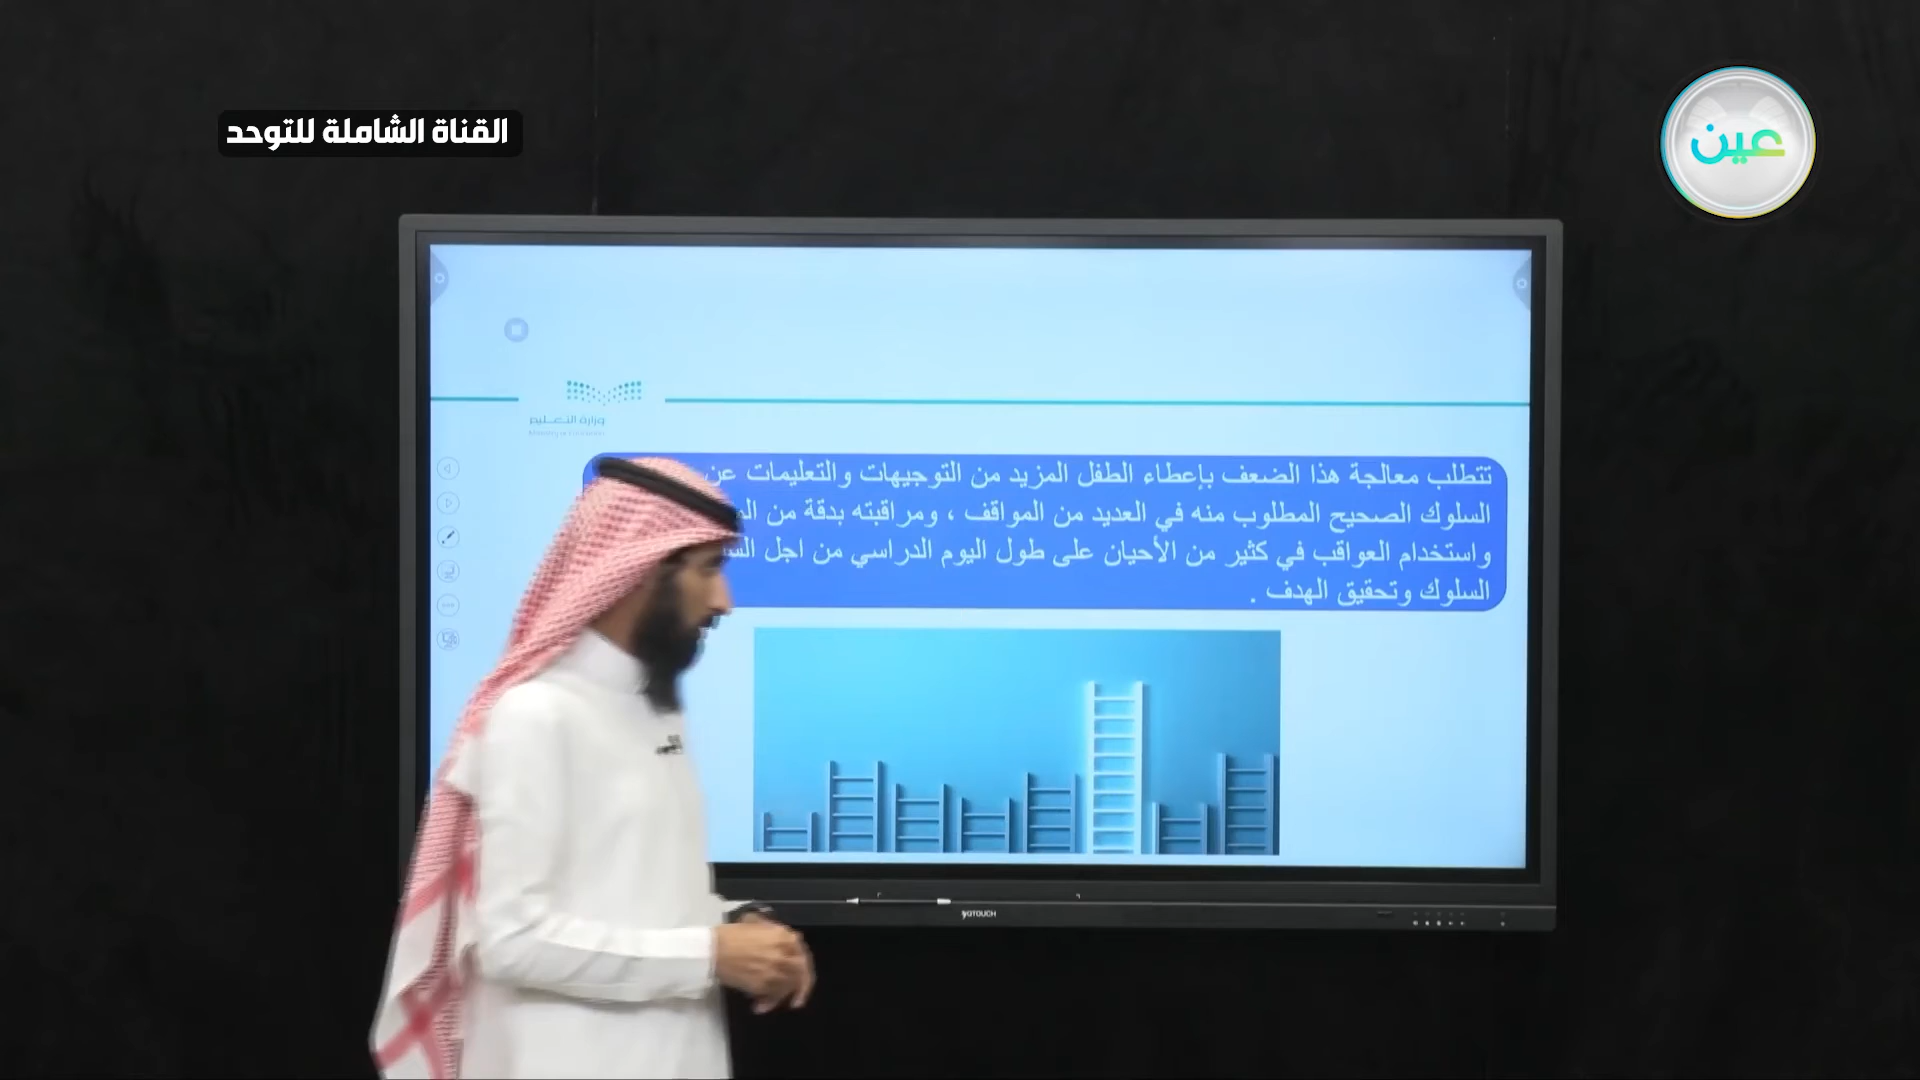 القناة الشاملة للتوحد
عين
وزارة التعليم
تتطلب معالجة هذا الضعف بإعطاء الطفل المزيد من التوجيهات والتعليمات عن
السلوك الصحيح المطلوب منه في العديد من المواقف ، ومراقبته بدقة من
واستخدام العواقب في كثير من الأحيان على طول اليوم الدراسي من اجل
السلوك وتحقيق الهدف .